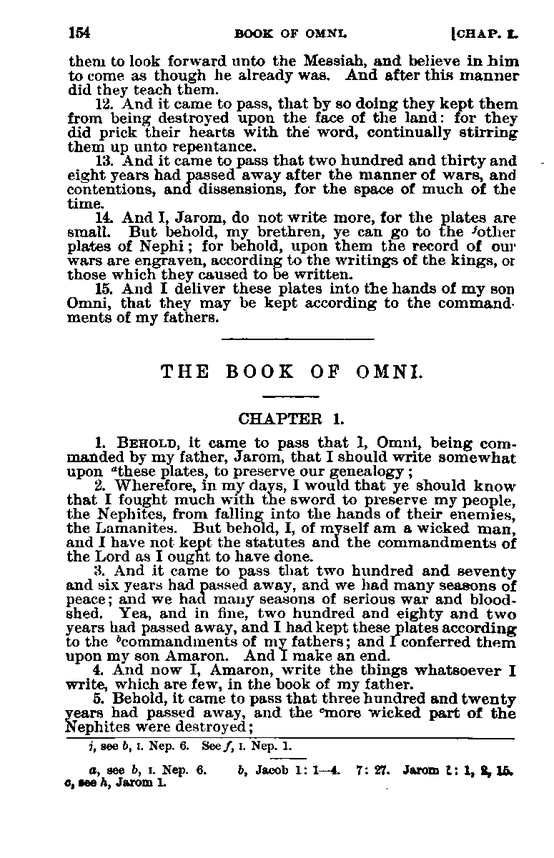 154 BOOK OF OMNI. [CHAP. I.
them to look forward unto the Messiah, and believe in him
to come as though he already was. And after this manner
did they teach them.
12. And it came to pass, that by so doing they kept them
from being destroyed upon the face of the land: for they
did prick their hearts with the word, continually stirring
them up unto repentance.
13. And it came to pass that two hundred and thirty and
eight years had passed away after the manner of wars, and
contentions, and dissensions, for the space of much of the
time.
14. And I, Jarom, do not write more, for the plates are
small. But behold, my brethren, ye can go to the other
plates of Nephi; for behold, upon them the record of our
wars are engraven, according to the writings of the kings, or
those which they caused to be written.
15. And I deliver these plates into the hands of my son
Omni, that they may be kept according to the command-
ments of my fathers.
THE BOOK OF OMNI.
CHAPTER 1.
1. BEHOLD, it came to pass that I, Omni, being com-
manded by my father, Jarom, that I should write somewhat
upon ᵃthese plates, to preserve our genealogy;
2. Wherefore, in my days, I would that ye should know
that I fought much with the sword to preserve my people,
the Nephites, from falling into the hands of their enemies,
the Lamanites. But behold, I, of myself am a wicked man,
and I have not kept the statutes and the commandments of
the Lord as I ought to have done.
3. And it came to pass that two hundred and seventy
and six years had passed away, and we had many seasons of
peace; and we had many seasons of serious war and blood-
shed. Yea, and in fine, two hundred and eighty and two
years had passed away, and I had kept these plates according
to the ᵇcommandments of my fathers; and I conferred them
upon my son Amaron. And I make an end.
4. And now I, Amaron, write the things whatsoever I
write, which are few, in the book of my father.
5. Behold, it came to pass that three hundred and twenty
years had passed away, and the ᶜmore wicked part of the
Nephites were destroyed;
i, see b, I. Nep. 6. See f, I. Nep. 1.
a, see b, I. Nep. 6. b, Jacob 1: 1—4. 7: 27. Jarom 1: 1, 2, 15.
c, see h, Jarom 1.